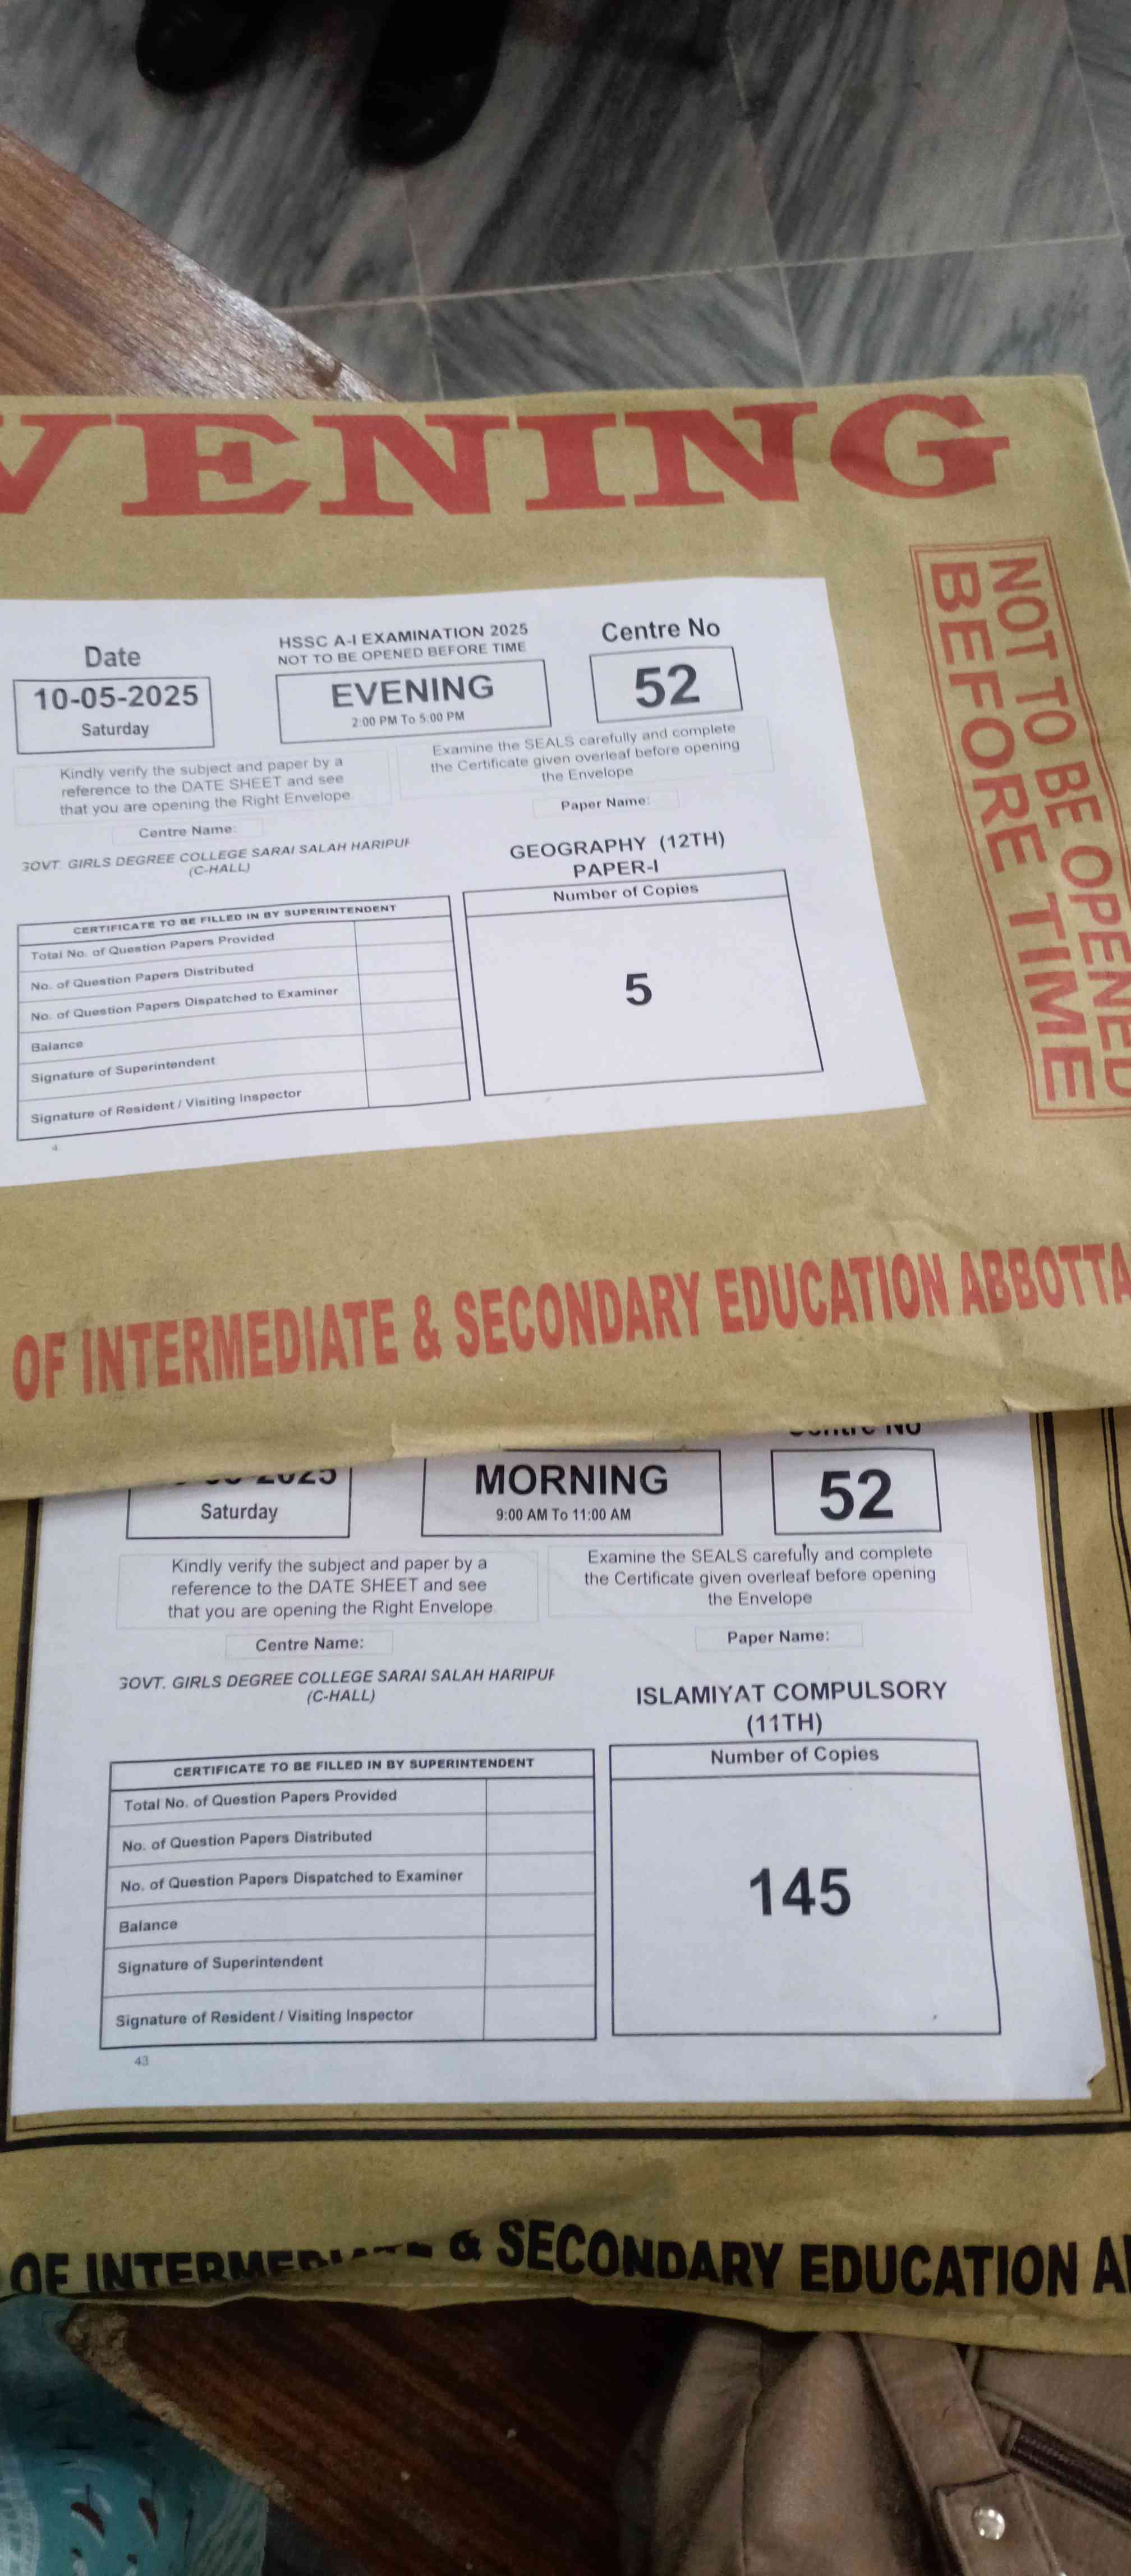 VENING
NOT TO BE OPENED
BEFORE TIME
Date
10-05-2025
Saturday
HSSC A-I EXAMINATION 2025
NOT TO BE OPENED BEFORE TIME
EVENING
2:00 PM To 5:00 PM
Centre No
52
Kindly verify the subject and paper by a
reference to the DATE SHEET and see
that you are opening the Right Envelope
Examine the SEALS carefully and complete
the Certificate given overleaf before opening
the Envelope
Centre Name:
GOVT. GIRLS DEGREE COLLEGE SARAI SALAH HARIPUR
(C-HALL)
Paper Name:
GEOGRAPHY (12TH)
PAPER-I
CERTIFICATE TO BE FILLED IN BY SUPERINTENDENT
Total No. of Question Papers Provided
No. of Question Papers Distributed
No. of Question Papers Dispatched to Examiner
Balance
Signature of Superintendent
Signature of Resident / Visiting Inspector
Number of Copies
5
4
OF INTERMEDIATE & SECONDARY EDUCATION ABBOTTA
2025
Saturday
MORNING
9:00 AM To 11:00 AM
Centre No
52
Kindly verify the subject and paper by a
reference to the DATE SHEET and see
that you are opening the Right Envelope
Examine the SEALS carefully and complete
the Certificate given overleaf before opening
the Envelope
Centre Name:
GOVT. GIRLS DEGREE COLLEGE SARAI SALAH HARIPUR
(C-HALL)
Paper Name:
ISLAMIYAT COMPULSORY
(11TH)
CERTIFICATE TO BE FILLED IN BY SUPERINTENDENT
Total No. of Question Papers Provided
No. of Question Papers Distributed
No. of Question Papers Dispatched to Examiner
Balance
Signature of Superintendent
Signature of Resident / Visiting Inspector
Number of Copies
145
43
OF INTERMEDIATE & SECONDARY EDUCATION A